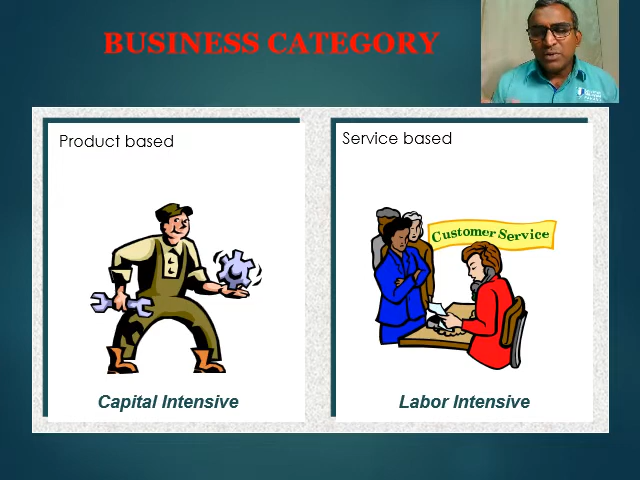 BUSINESS CATEGORY
Product based
Service based
Customer Service
Capital Intensive
Labor Intensive